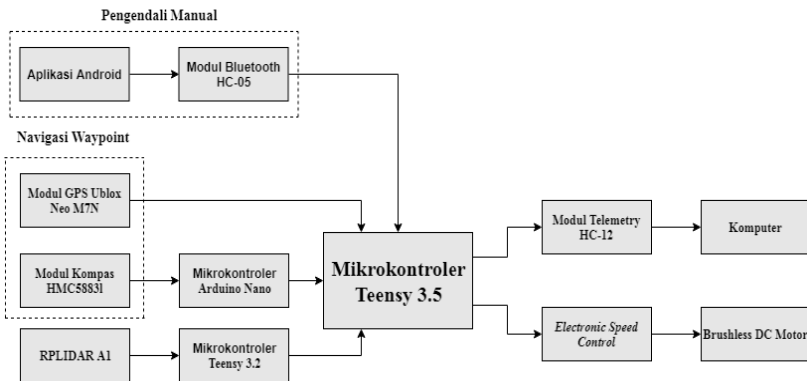 Pengendali Manual
Aplikasi Android
Modul Bluetooth
HC-05
Navigasi Waypoint
Modul GPS Ublox
Neo M7N
Modul Kompas
HMC5883l
Mikrokontroler
Arduino Nano
RPLIDAR A1
Mikrokontroler
Teensy 3.2
Mikrokontroler
Teensy 3.5
Modul Telemetry
HC-12
Komputer
Electronic Speed
Control
Brushless DC Motor